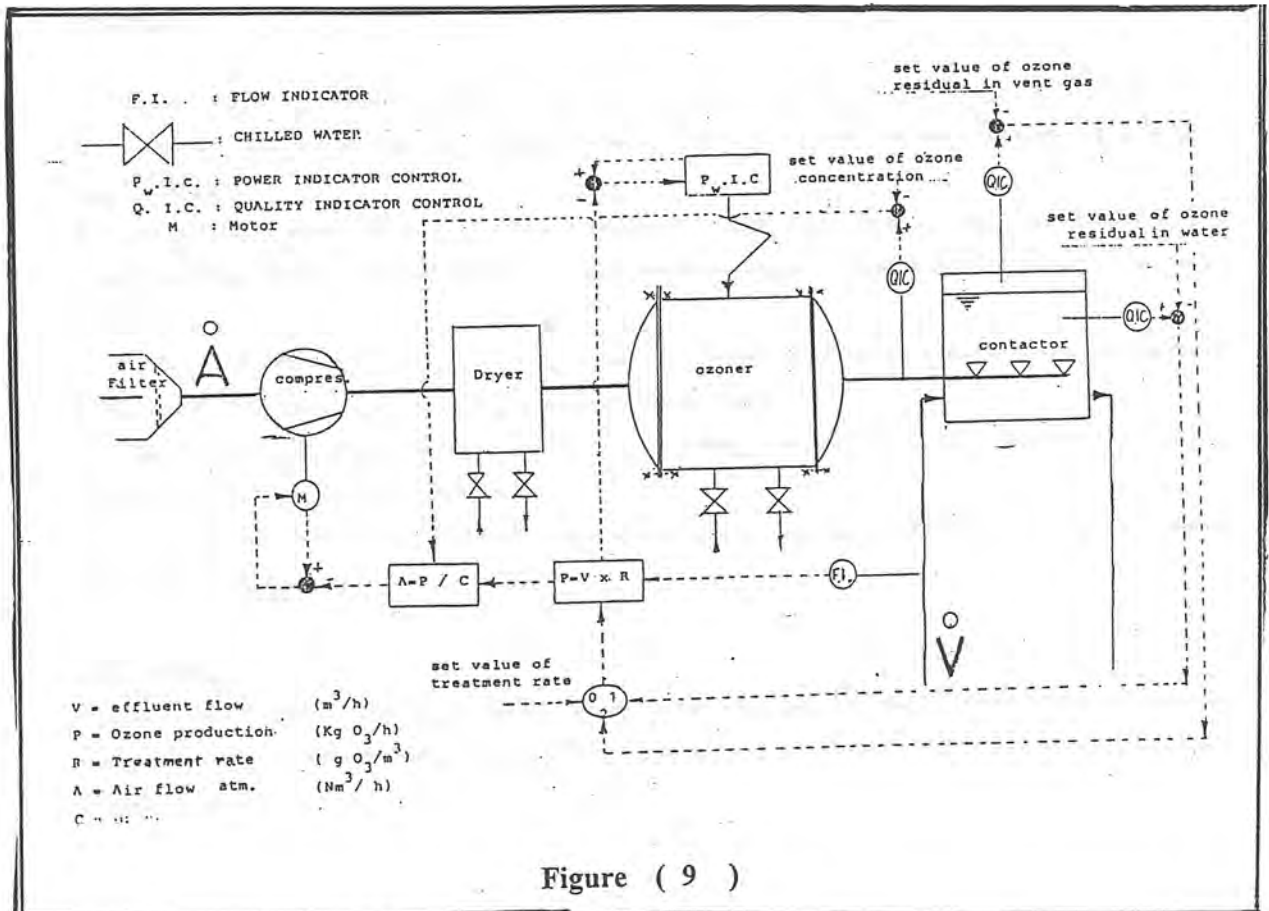 F.I. : FLOW INDICATOR
: CHILLED WATER
Pw.I.C. : POWER INDICATOR CONTROL
Q. I.C. : QUALITY INDICATOR CONTROL
M : Motor
set value of ozone
residual in vent gas
set value of ozone
concentration
set value of ozone
residual in water
+
-
Pw.I.C
-
+
QIC
QIC
-
+
QIC
+
-
air
Filter
A
compres.
Dryer
ozoner
contactor
M
+
-
A=P / C
P=V x R
F.I.
V
set value of
treatment rate
V = effluent flow (m³/h)
P = Ozone production (Kg O₃/h)
R = Treatment rate ( g O₃/m³)
A = Air flow atm. (Nm³/ h)
C =
Figure ( 9 )